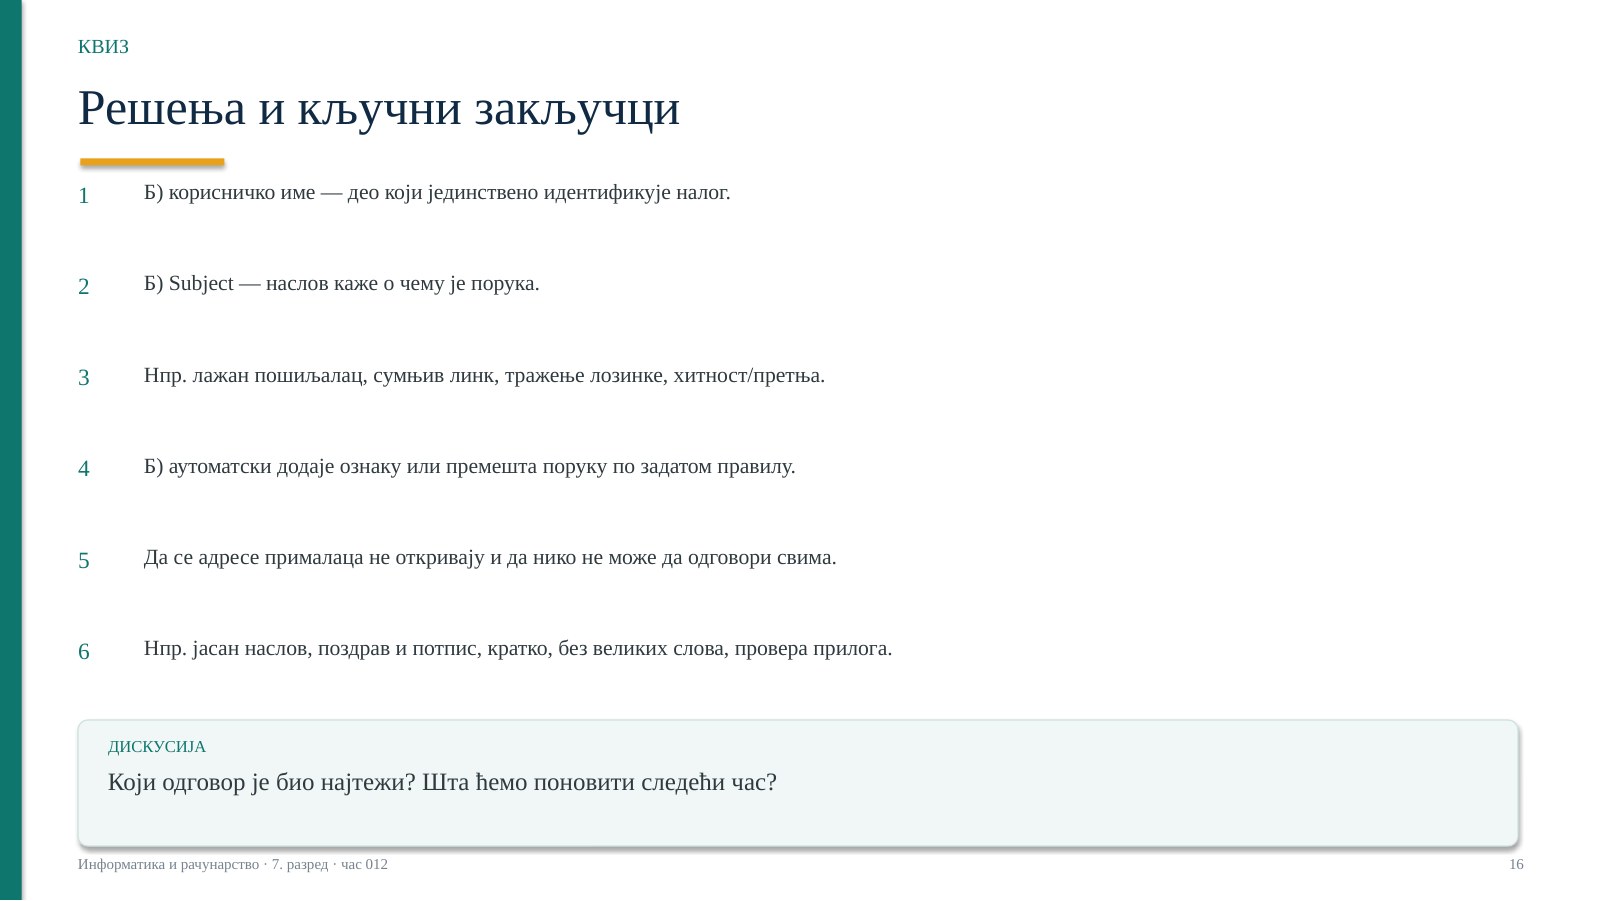 КВИЗ
Решења и кључни закључци
1 Б) корисничко име — део који јединствено идентификује налог.
2 Б) Subject — наслов каже о чему је порука.
3 Нпр. лажан пошиљалац, сумњив линк, тражење лозинке, хитност/претња.
4 Б) аутоматски додаје ознаку или премешта поруку по задатом правилу.
5 Да се адресе прималаца не откривају и да нико не може да одговори свима.
6 Нпр. јасан наслов, поздрав и потпис, кратко, без великих слова, провера прилога.
ДИСКУСИЈА
Који одговор је био најтежи? Шта ћемо поновити следећи час?
Информатика и рачунарство · 7. разред · час 012 16